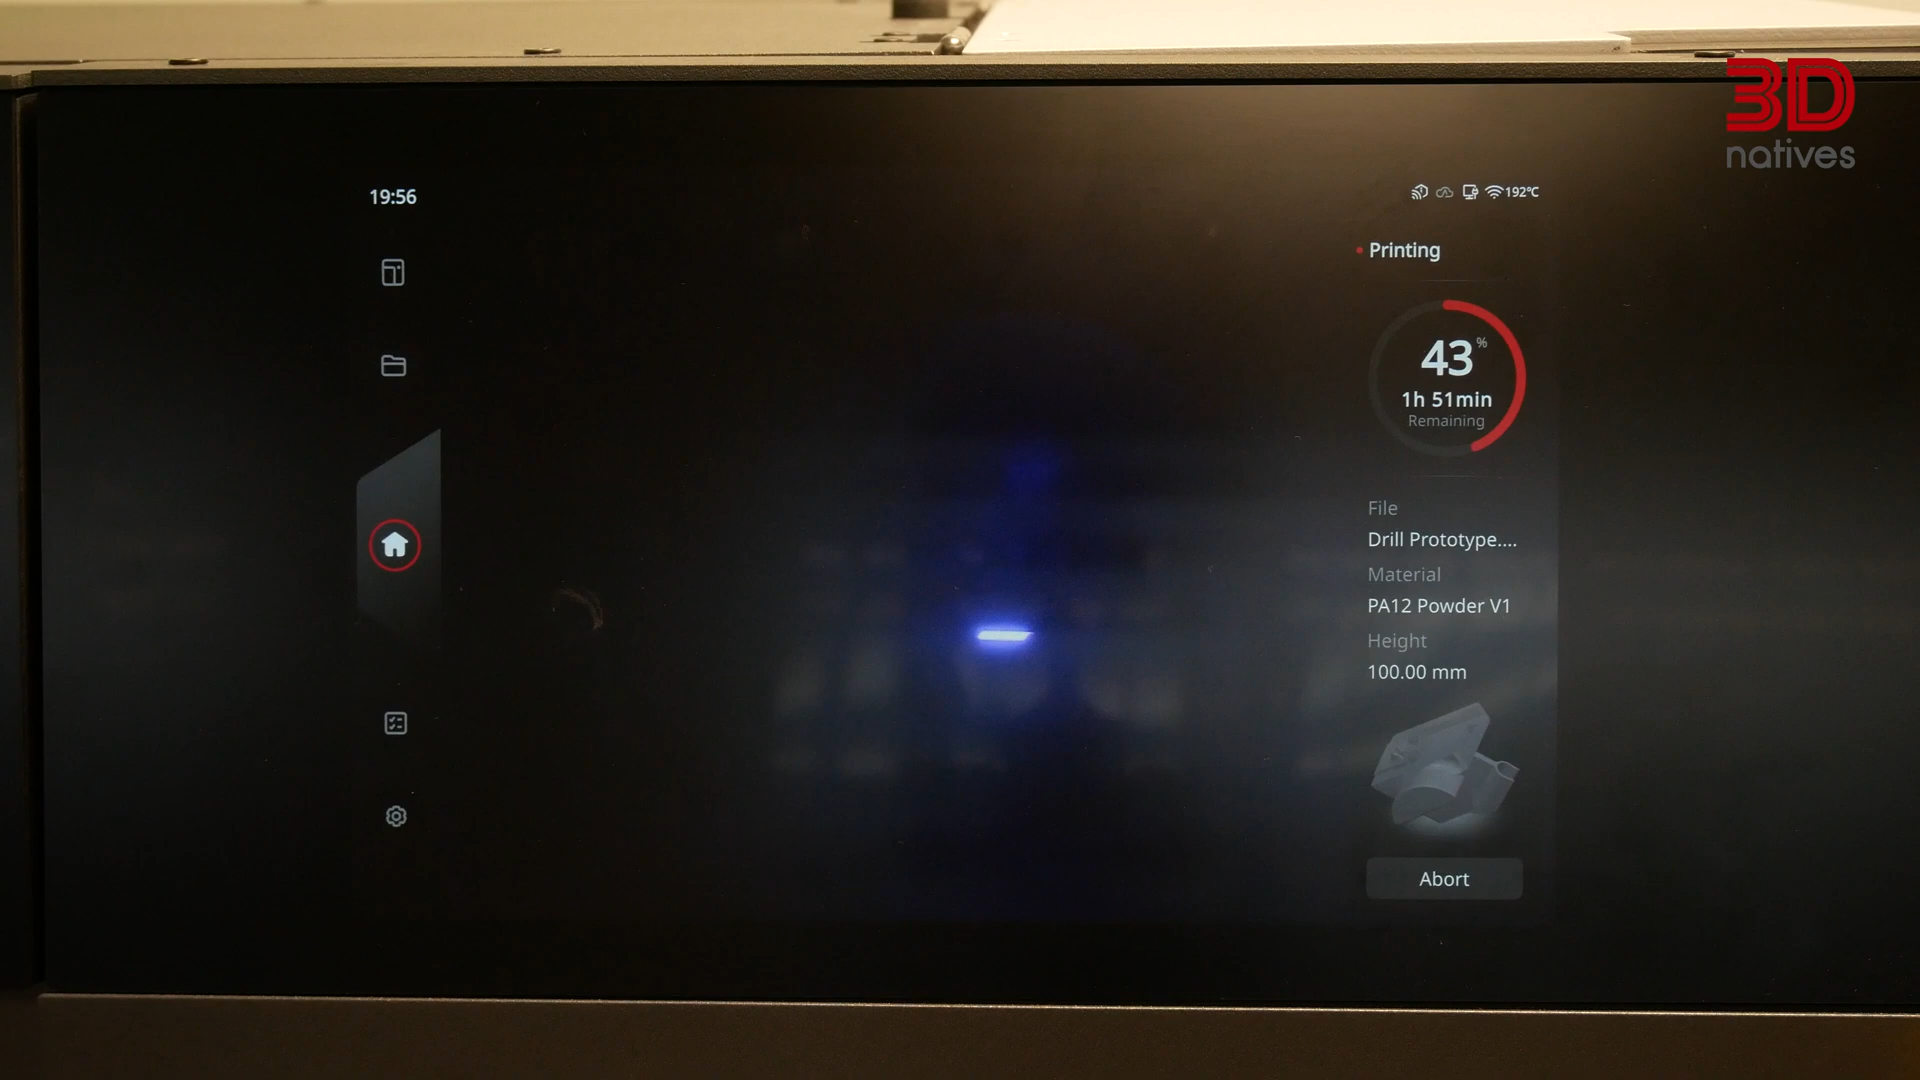 3D
natives
19:56
192°C
Printing
43%
1h 51min
Remaining
File
Drill Prototype....
Material
PA12 Powder V1
Height
100.00 mm
Abort